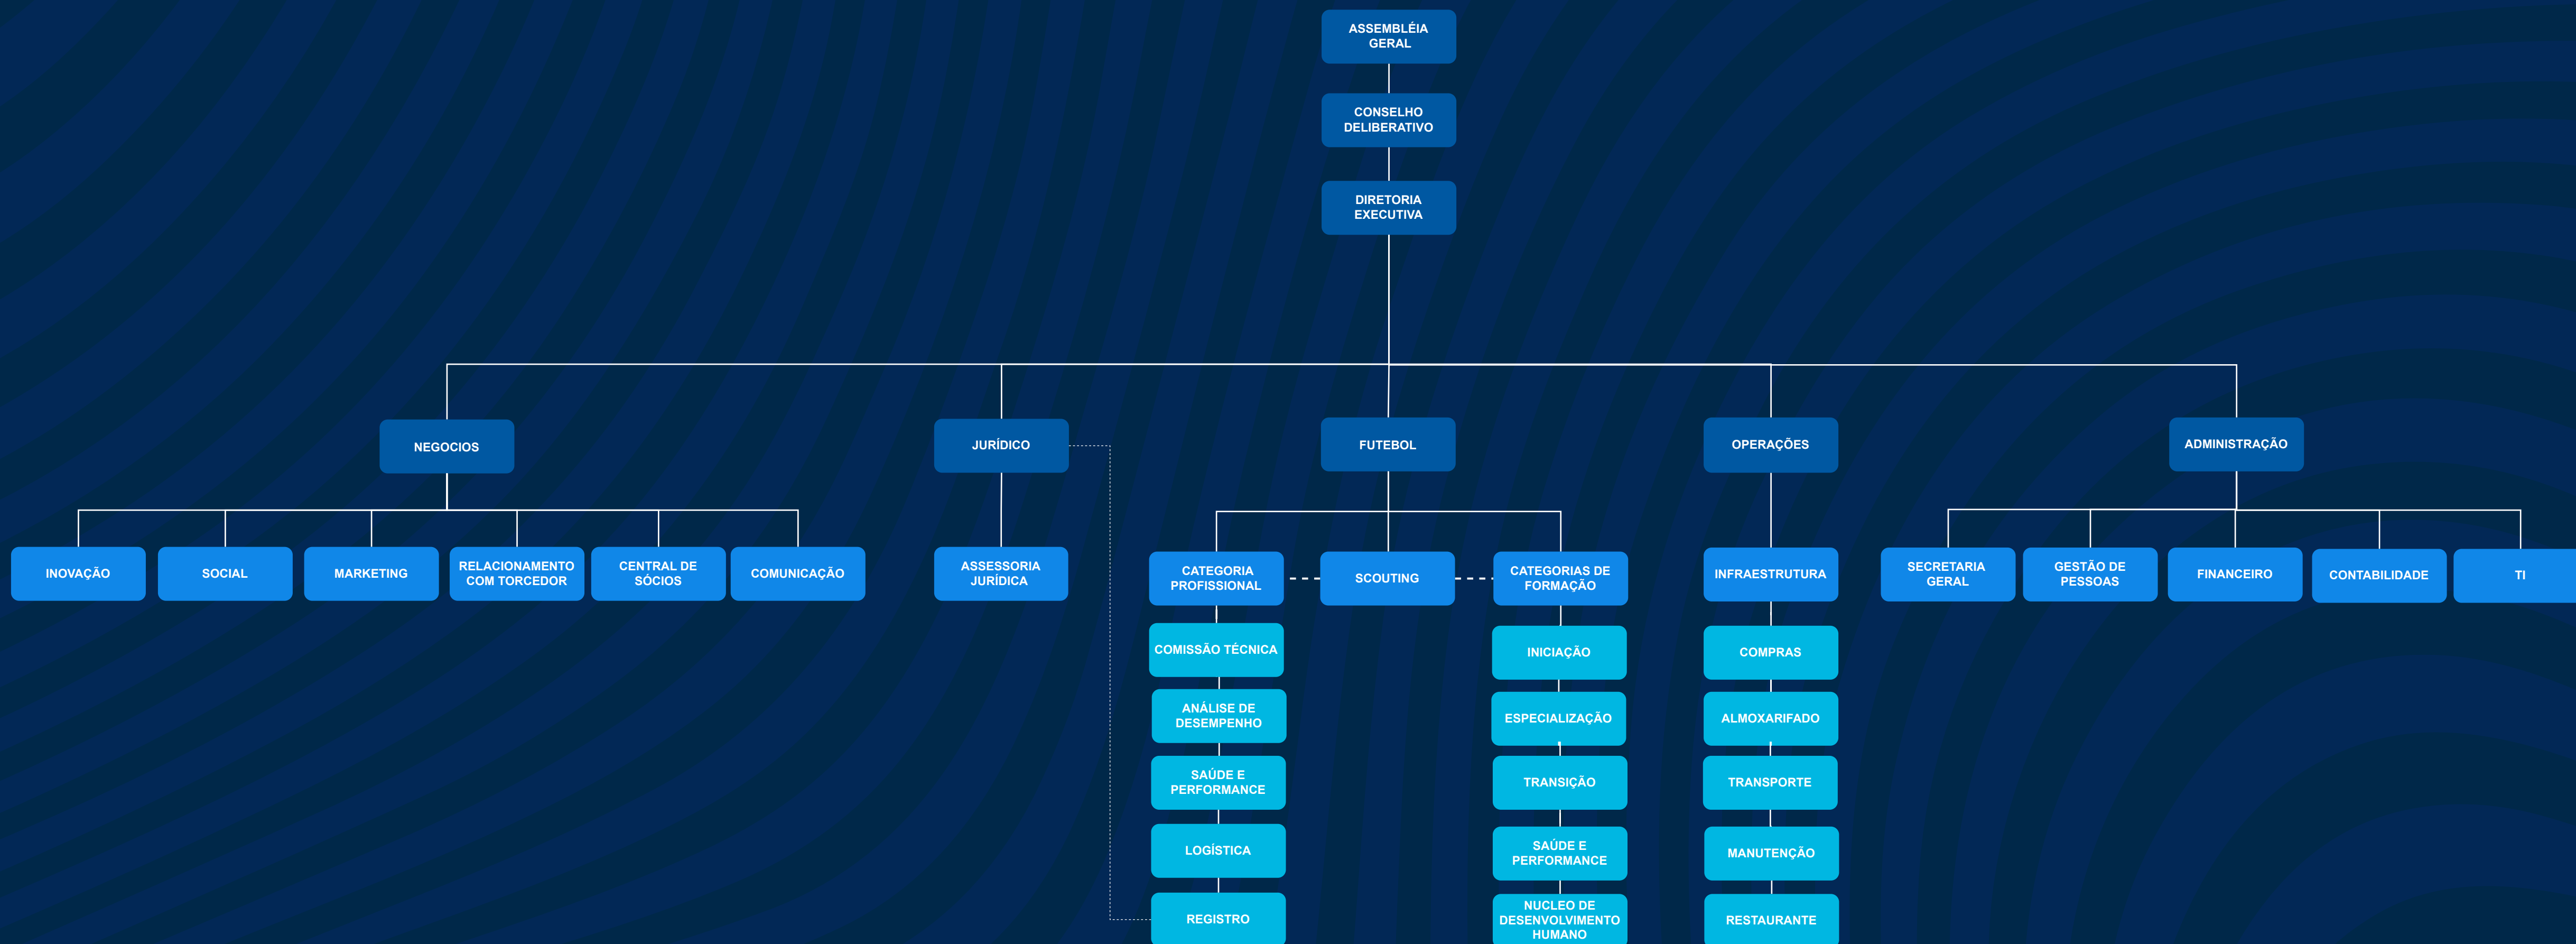 ASSEMBLÉIA
GERAL
CONSELHO
DELIBERATIVO
DIRETORIA
EXECUTIVA
NEGOCIOS
JURÍDICO
FUTEBOL
OPERAÇÕES
ADMINISTRAÇÃO
INOVAÇÃO
SOCIAL
MARKETING
RELACIONAMENTO
COM TORCEDOR
CENTRAL DE
SÓCIOS
COMUNICAÇÃO
ASSESSORIA
JURÍDICA
CATEGORIA
PROFISSIONAL
SCOUTING
CATEGORIAS DE
FORMAÇÃO
INFRAESTRUTURA
SECRETARIA
GERAL
GESTÃO DE
PESSOAS
FINANCEIRO
CONTABILIDADE
TI
COMISSÃO TÉCNICA
ANÁLISE DE
DESEMPENHO
SAÚDE E
PERFORMANCE
LOGÍSTICA
REGISTRO
INICIAÇÃO
ESPECIALIZAÇÃO
TRANSIÇÃO
SAÚDE E
PERFORMANCE
NUCLEO DE
DESENVOLVIMENTO
HUMANO
COMPRAS
ALMOXARIFADO
TRANSPORTE
MANUTENÇÃO
RESTAURANTE